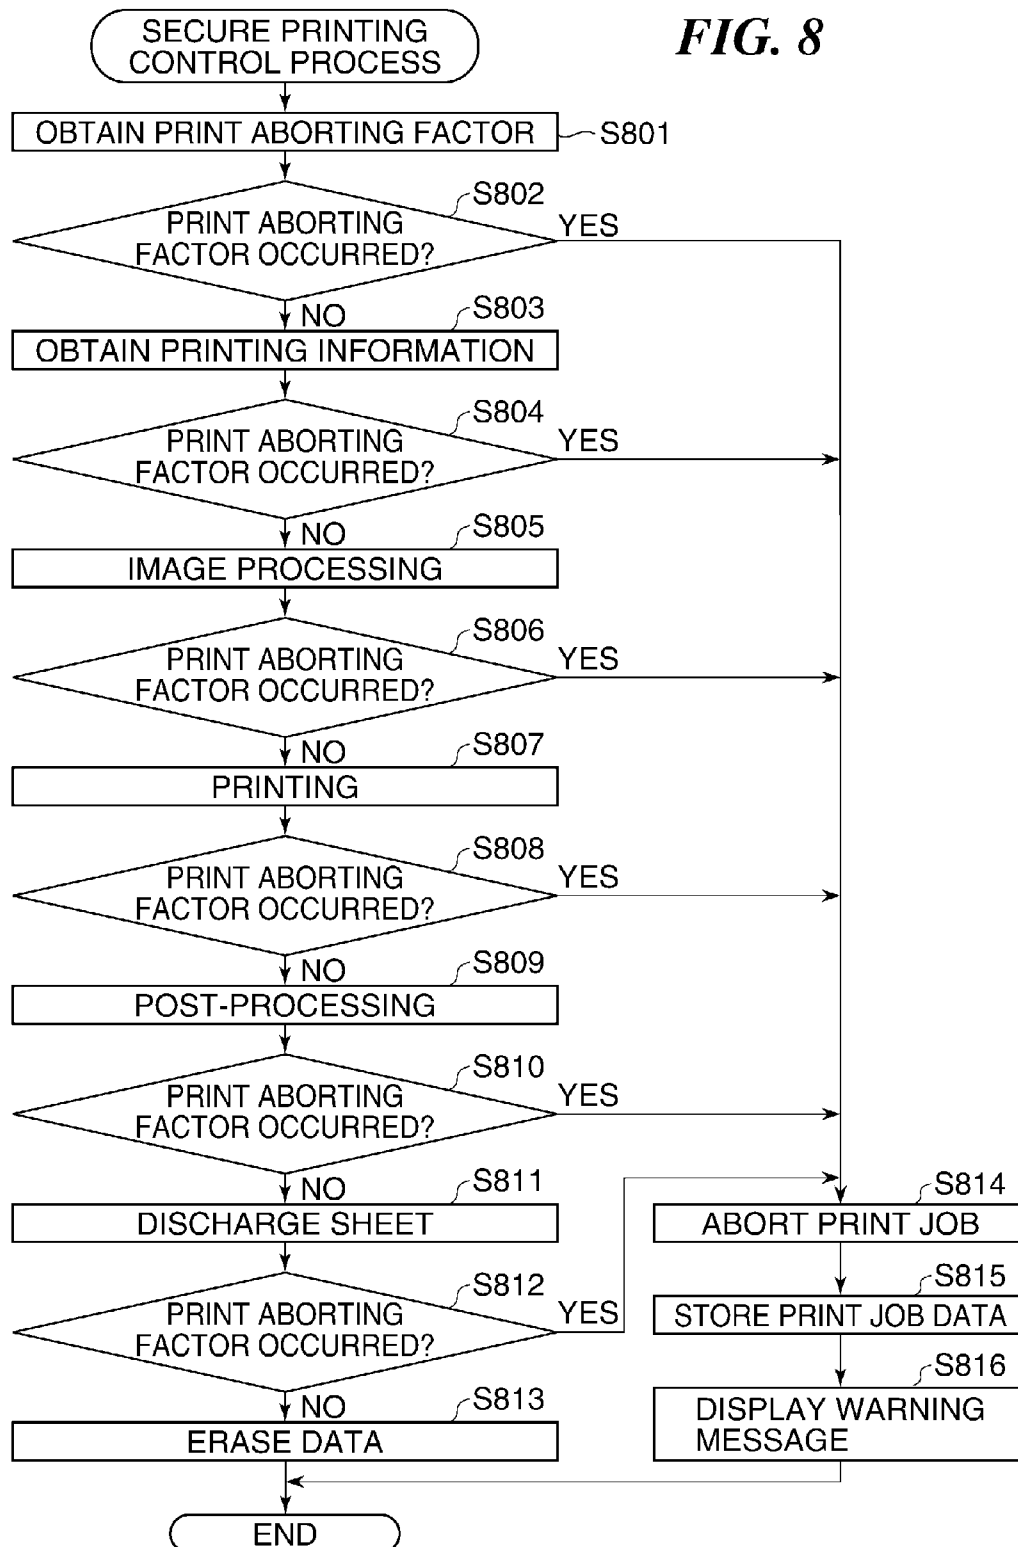 FIG. 8
SECURE PRINTING
CONTROL PROCESS
OBTAIN PRINT ABORTING FACTOR
S801
S802
PRINT ABORTING
FACTOR OCCURRED?
YES
NO
S803
OBTAIN PRINTING INFORMATION
S804
PRINT ABORTING
FACTOR OCCURRED?
YES
NO
S805
IMAGE PROCESSING
S806
PRINT ABORTING
FACTOR OCCURRED?
YES
NO
S807
PRINTING
S808
PRINT ABORTING
FACTOR OCCURRED?
YES
NO
S809
POST-PROCESSING
S810
PRINT ABORTING
FACTOR OCCURRED?
YES
NO
S811
DISCHARGE SHEET
S812
PRINT ABORTING
FACTOR OCCURRED?
YES
NO
S813
ERASE DATA
S814
ABORT PRINT JOB
S815
STORE PRINT JOB DATA
S816
DISPLAY WARNING
MESSAGE
END